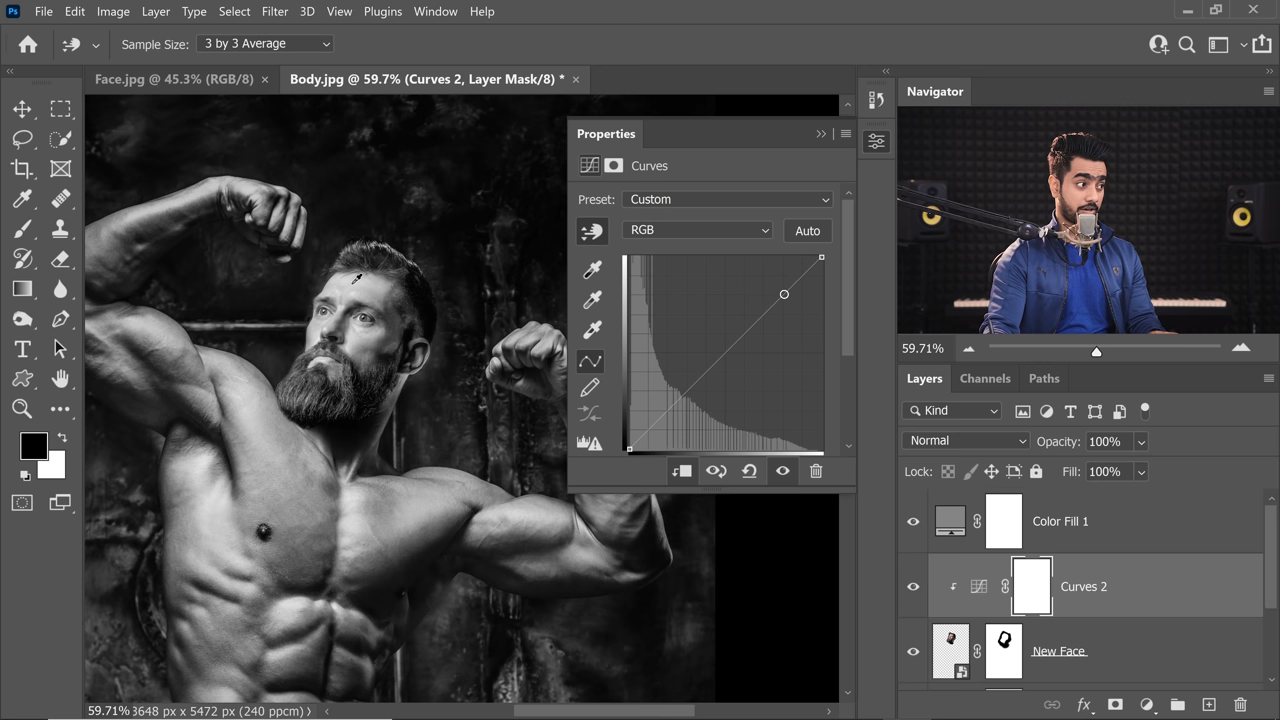 Ps File Edit Image Layer Type Select Filter 3D View Plugins Window Help
Sample Size: 3 by 3 Average
Face.jpg @ 45.3% (RGB/8) × Body.jpg @ 59.7% (Curves 2, Layer Mask/8) * ×
Navigator
Properties
Curves
Preset: Custom
RGB Auto
59.71%
Layers Channels Paths
Kind
Normal Opacity: 100%
Lock: Fill: 100%
Color Fill 1
Curves 2
New Face
59.71% 3648 px x 5472 px (240 ppcm)
fx